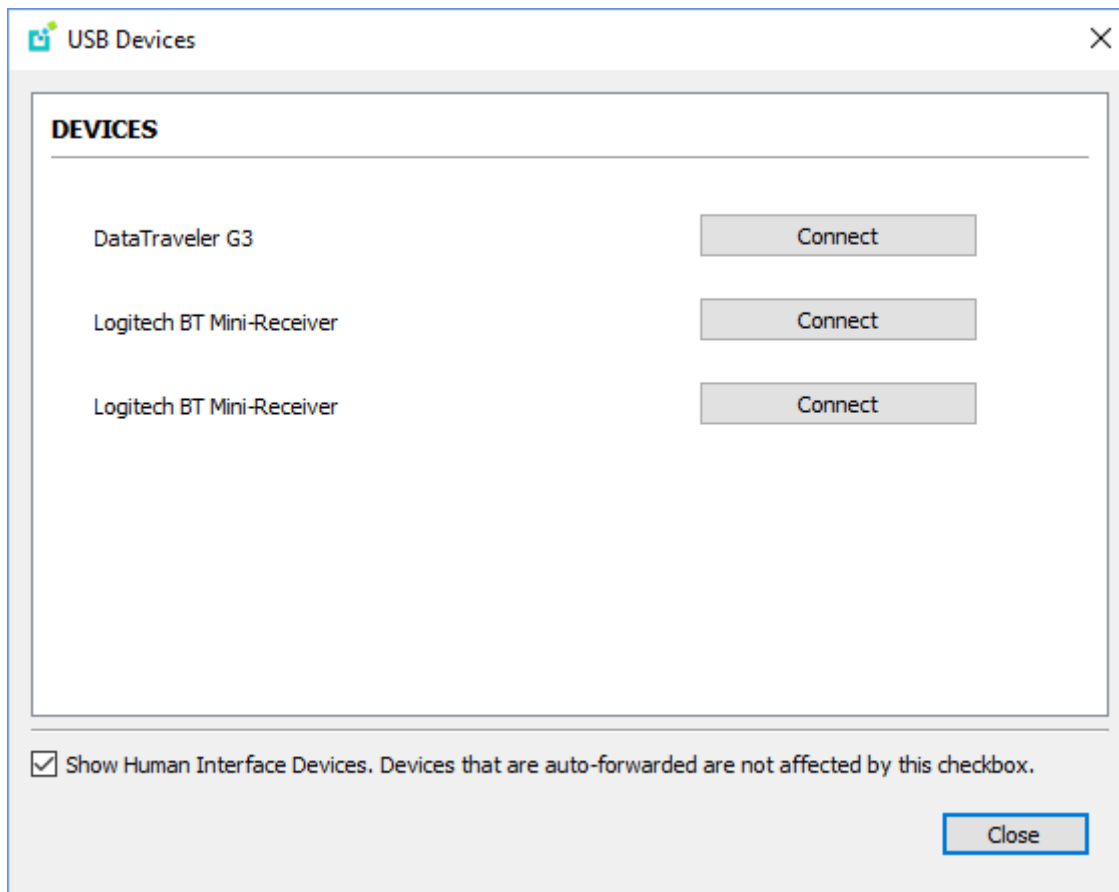 USB Devices
DEVICES
DataTraveler G3 Connect
Logitech BT Mini-Receiver Connect
Logitech BT Mini-Receiver Connect
Show Human Interface Devices. Devices that are auto-forwarded are not affected by this checkbox.
Close